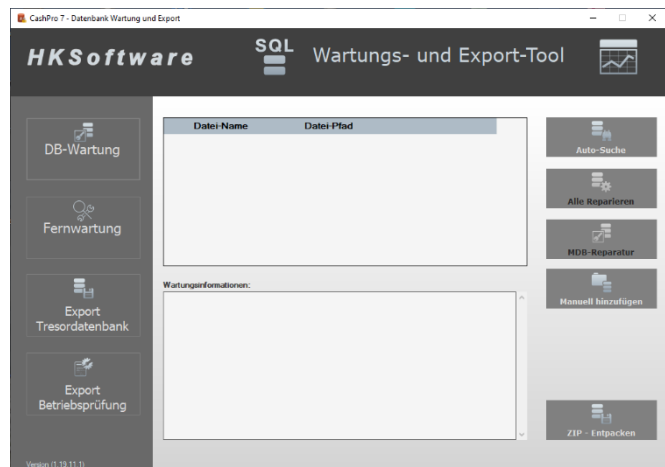 CashPro 7 - Datenbank Wartung und Export
HKSoftware
SQL
Wartungs- und Export-Tool
DB-Wartung
Fernwartung
Export
Tresordatenbank
Export
Betriebsprüfung
Version (1.19.11.1)
Datei-Name Datei-Pfad
Wartungsinformationen:
Auto-Suche
Alle Reparieren
MDB-Reparatur
Manuell hinzufügen
ZIP - Entpacken